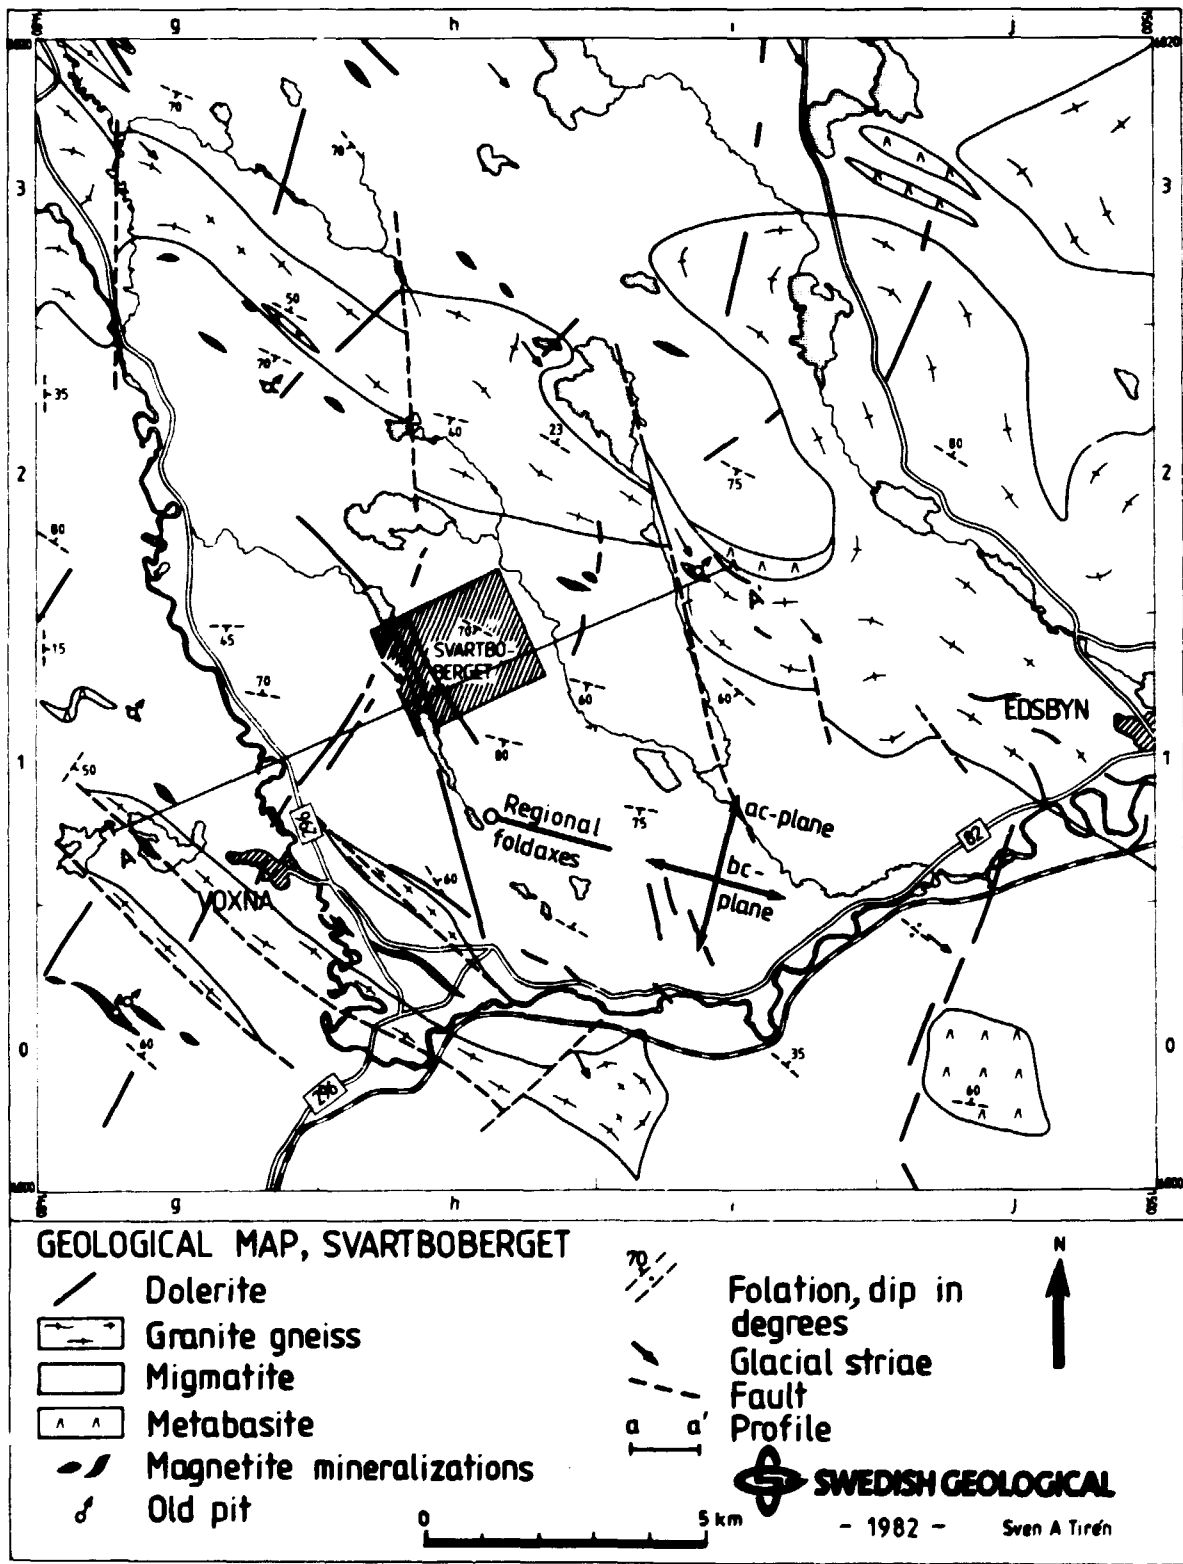 g h i j
3 3
70
70
50
70
35
40
23
80
2 2
75
80
45
70
SVARTBO-
BERGET
A'
15
70
60
60
EDSBYN
80
1 1
50
Regional
foldaxes
ac-plane
bc-
plane
75
82
296
A
VOXNA
60
60
35
60
0 0
296
g h i j
GEOLOGICAL MAP, SVARTBOBERGET
Dolerite
Granite gneiss
Migmatite
Metabasite
Magnetite mineralizations
Old pit
70
Folation, dip in
degrees
Glacial striae
Fault
a a' Profile
N
0 5 km
SWEDISH GEOLOGICAL
- 1982 - Sven A Tirén